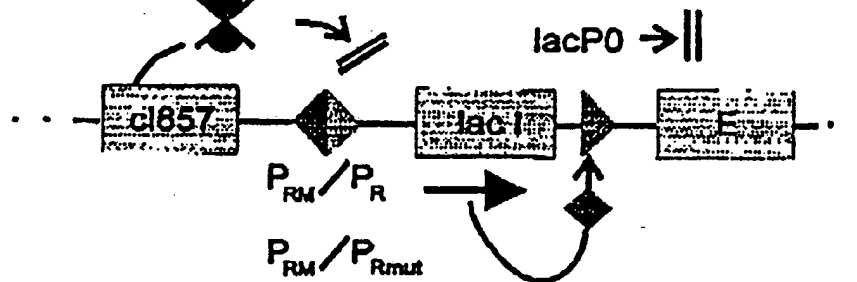 lacP0
cI857
lac I
E
P_RM/P_R
P_RM/P_Rmut